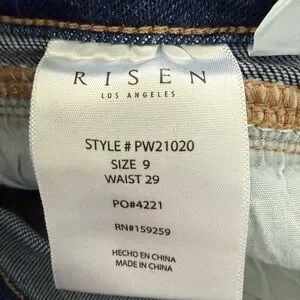 RISEN
LOS ANGELES
STYLE # PW21020
SIZE 9
WAIST 29
PO#4221
RN#159259
HECHO EN CHINA
MADE IN CHINA